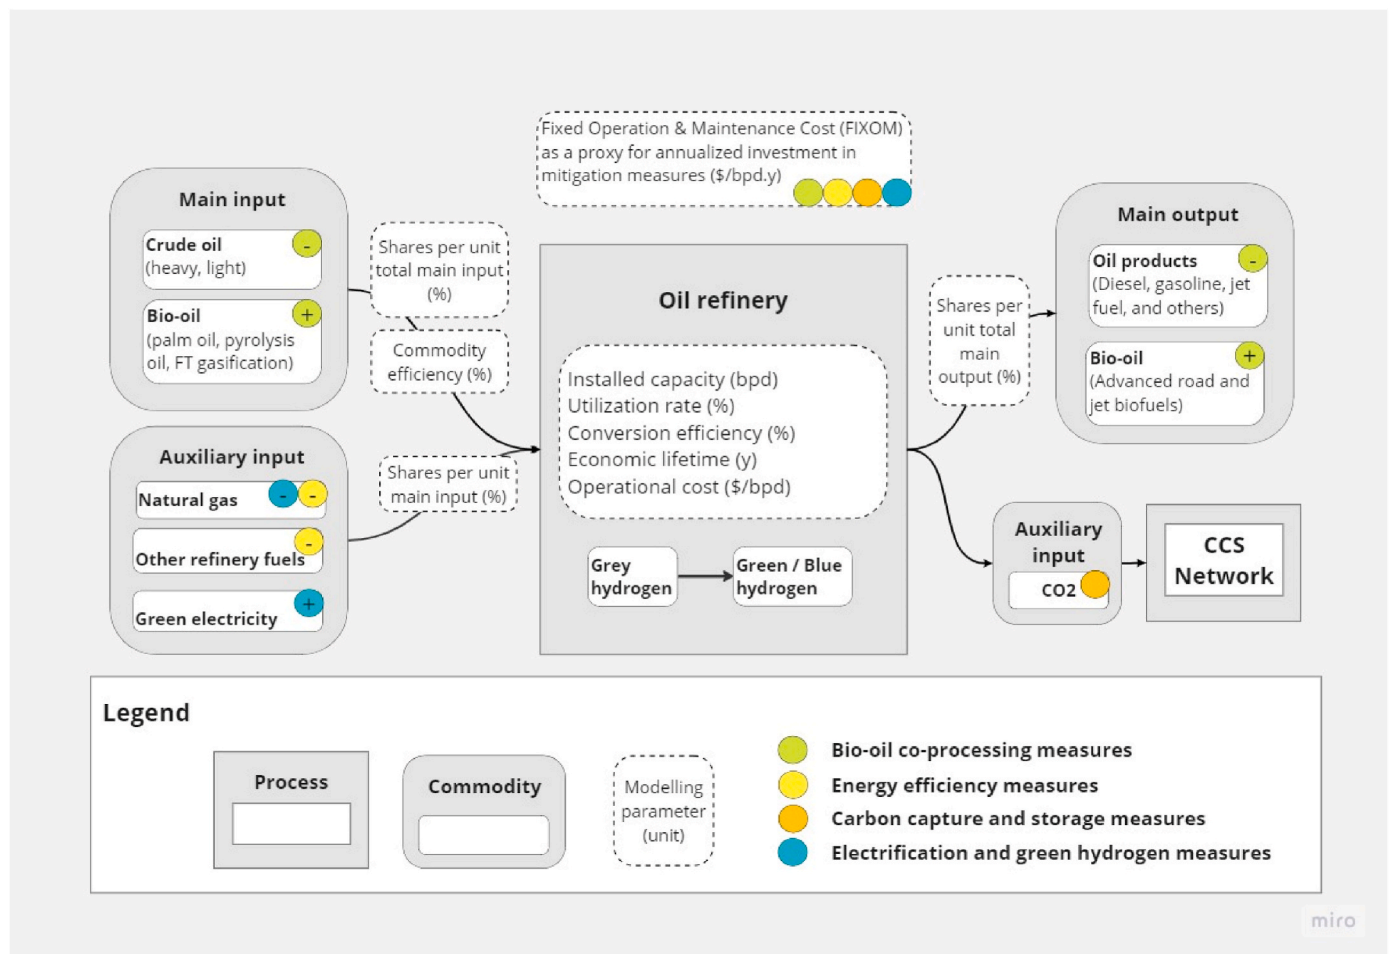 Fixed Operation & Maintenance Cost (FIXOM)
as a proxy for annualized investment in
mitigation measures ($/bpd.y)
Main input
Crude oil
-
(heavy, light)
Bio-oil
+
(palm oil, pyrolysis
oil, FT gasification)
Shares per unit
total main input
(%)
Commodity
efficiency (%)
Auxiliary input
Natural gas
-
-
Other refinery fuels
-
Green electricity
+
Shares per unit
main input (%)
Oil refinery
Installed capacity (bpd)
Utilization rate (%)
Conversion efficiency (%)
Economic lifetime (y)
Operational cost ($/bpd)
Grey
hydrogen
Green / Blue
hydrogen
Shares per
unit total
main
output (%)
Main output
Oil products
-
(Diesel, gasoline, jet
fuel, and others)
Bio-oil
+
(Advanced road and
jet biofuels)
Auxiliary
input
CO2
CCS
Network
Legend
Process
Commodity
Modelling
parameter
(unit)
Bio-oil co-processing measures
Energy efficiency measures
Carbon capture and storage measures
Electrification and green hydrogen measures
miro